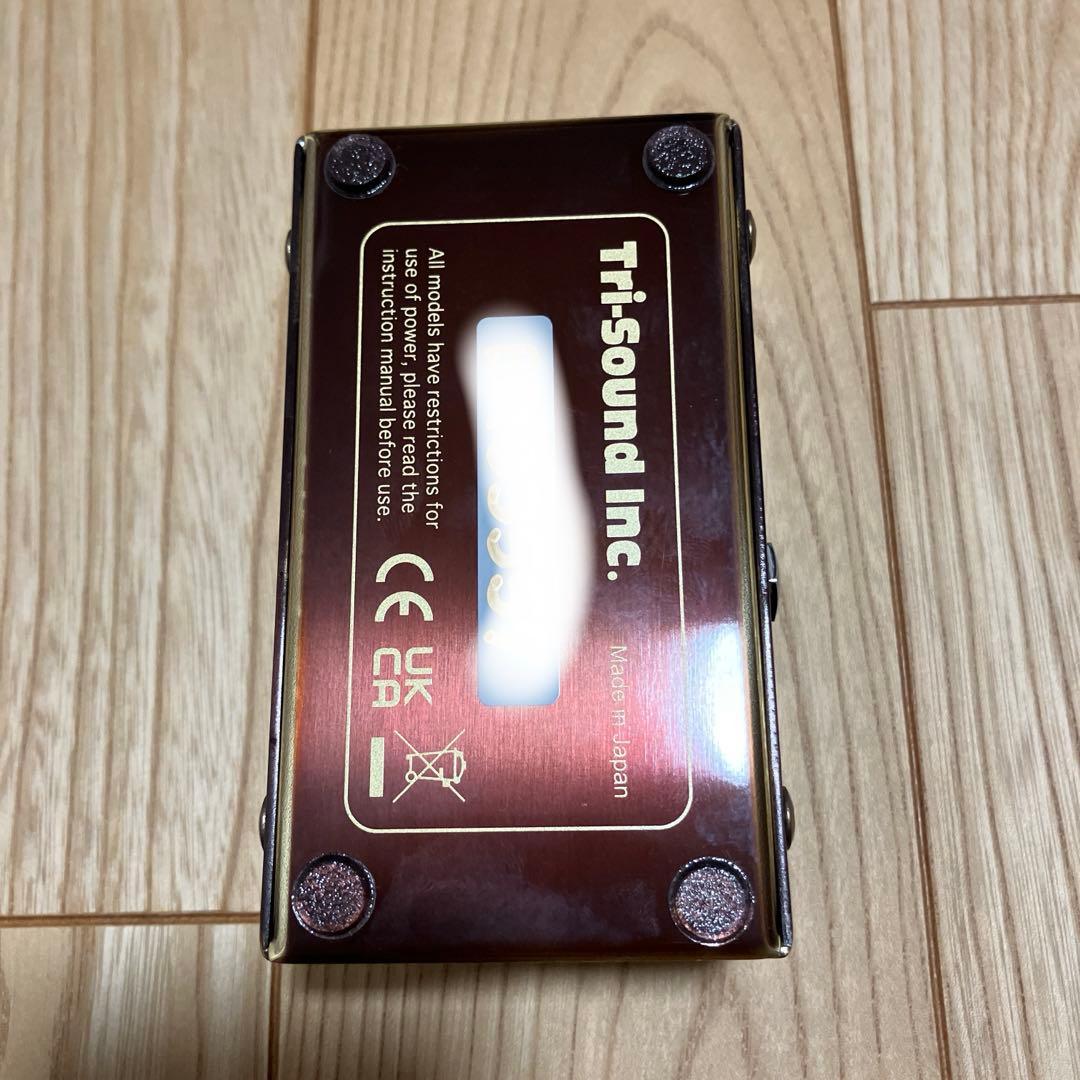 Tri-Sound Inc.
Made in Japan
All models have restrictions for
use of power, please read the
instruction manual before use.
CE
UK
CA